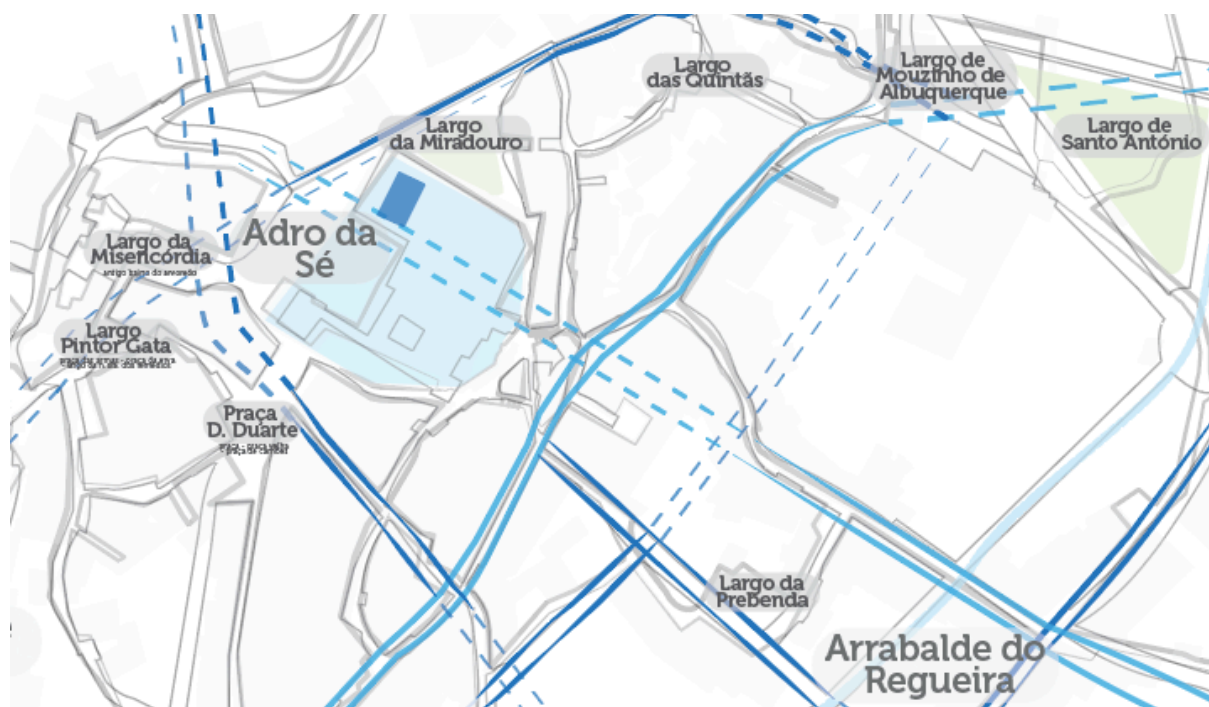 Largo
das Quintãs
Largo de
Mouzinho de
Albuquerque
Largo
da Miradouro
Largo de
Santo António
Adro da
Sé
Largo da
Misericórdia
Largo
Pintor Gata
Praça
D. Duarte
Largo da
Prebenda
Arrabalde do
Regueira